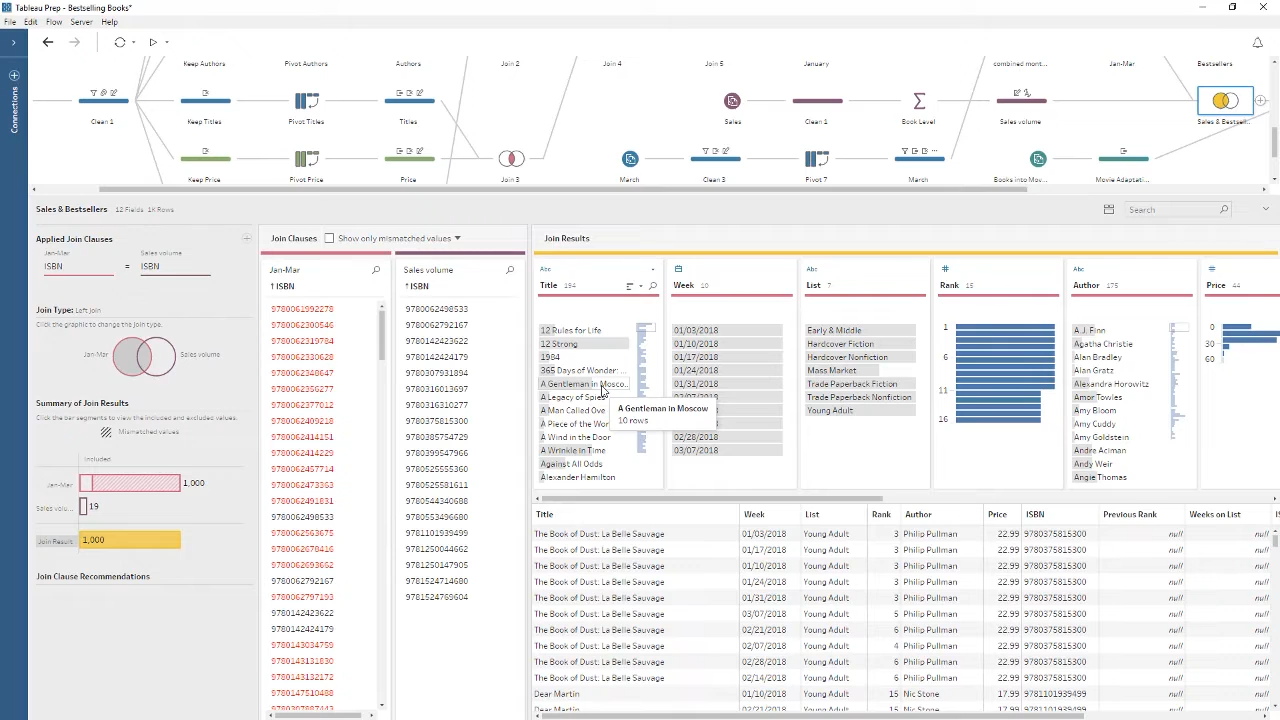 Tableau Prep - Bestselling Books*
File Edit Flow Server Help
Connections
Keep Authors Pivot Authors Authors Join 2 Join 4 Join 5 January combined mont... Jan-Mar Bestsellers
Clean 1 Keep Titles Pivot Titles Titles Sales Clean 1 Book Level Sales volume Sales & Bestsell...
Keep Price Pivot Price Price Join 3 March Clean 3 Pivot 7 March Books into Mov... Movie Adaptati...
Sales & Bestsellers 12 Fields 1K Rows
Search
Applied Join Clauses
Jan-Mar Sales volume
ISBN = ISBN
Join Type: Left join
Click the graphic to change the join type.
Jan-Mar Sales volume
Summary of Join Results
Click the bar segments to view the included and excluded values.
Mismatched values
Included
Jan-Mar 1,000
Sales volu... 19
Join Result 1,000
Join Clause Recommendations
Join Clauses Show only mismatched values
Jan-Mar
ISBN
9780061992278
9780062300546
9780062319784
9780062330628
9780062348667
9780062356277
9780062377012
9780062409218
9780062414151
9780062457714
9780062473363
9780062491831
9780062498533
9780062563675
9780062678416
9780062693662
9780062792167
9780062797193
9780142423622
9780142424179
9780143034759
9780143131830
9780143132172
9780147510488
9780307887443
Sales volume
ISBN
9780062498533
9780062792167
9780142423622
9780142424179
9780307931894
9780316013697
9780316310277
9780385754729
9780399547966
9780525555360
9780544340688
9780553496680
9781101939499
9781250044662
9781250147905
9781524714680
9781524769604
Join Results
Abc
Title 194
12 Rules for Life
12 Strong
1984
365 Days of Wonder: ...
A Gentleman in Mosco...
A Legacy of Spies
A Man Called Ove
A Piece of the Wor
A Wind in the Door
A Wrinkle in Time
Against All Odds
Alexander Hamilton
A Gentleman in Moscow
10 rows
Week 10
01/03/2018
01/10/2018
01/17/2018
01/24/2018
01/31/2018
02/07/2018
02/28/2018
03/07/2018
Abc
List 7
Early & Middle
Hardcover Fiction
Hardcover Nonfiction
Mass Market
Trade Paperback Fiction
Trade Paperback Nonfiction
Young Adult
#
Rank 15
1
6
11
16
Abc
Author 175
A.J. Finn
Agatha Christie
Alan Bradley
Alan Gratz
Alexandra Horowitz
Amor Towles
Amy Bloom
Amy Cuddy
Amy Goldstein
Andre Aciman
Andy Weir
Angie Thomas
#
Price 44
0
30
60
Title Week List Rank Author Price ISBN Previous Rank Weeks on List
The Book of Dust: La Belle Sauvage 01/03/2018 Young Adult 3 Philip Pullman 22.99 9780375815300 null null
The Book of Dust: La Belle Sauvage 01/17/2018 Young Adult 3 Philip Pullman 22.99 9780375815300 null null
The Book of Dust: La Belle Sauvage 01/10/2018 Young Adult 3 Philip Pullman 22.99 9780375815300 null null
The Book of Dust: La Belle Sauvage 01/24/2018 Young Adult 3 Philip Pullman 22.99 9780375815300 null null
The Book of Dust: La Belle Sauvage 01/31/2018 Young Adult 3 Philip Pullman 22.99 9780375815300 null null
The Book of Dust: La Belle Sauvage 03/07/2018 Young Adult 5 Philip Pullman 22.99 9780375815300 null null
The Book of Dust: La Belle Sauvage 02/21/2018 Young Adult 6 Philip Pullman 22.99 9780375815300 null null
The Book of Dust: La Belle Sauvage 02/07/2018 Young Adult 4 Philip Pullman 22.99 9780375815300 null null
The Book of Dust: La Belle Sauvage 02/28/2018 Young Adult 6 Philip Pullman 22.99 9780375815300 null null
The Book of Dust: La Belle Sauvage 02/14/2018 Young Adult 6 Philip Pullman 22.99 9780375815300 null null
Dear Martin 01/10/2018 Young Adult 15 Nic Stone 17.99 9781101939499 null null